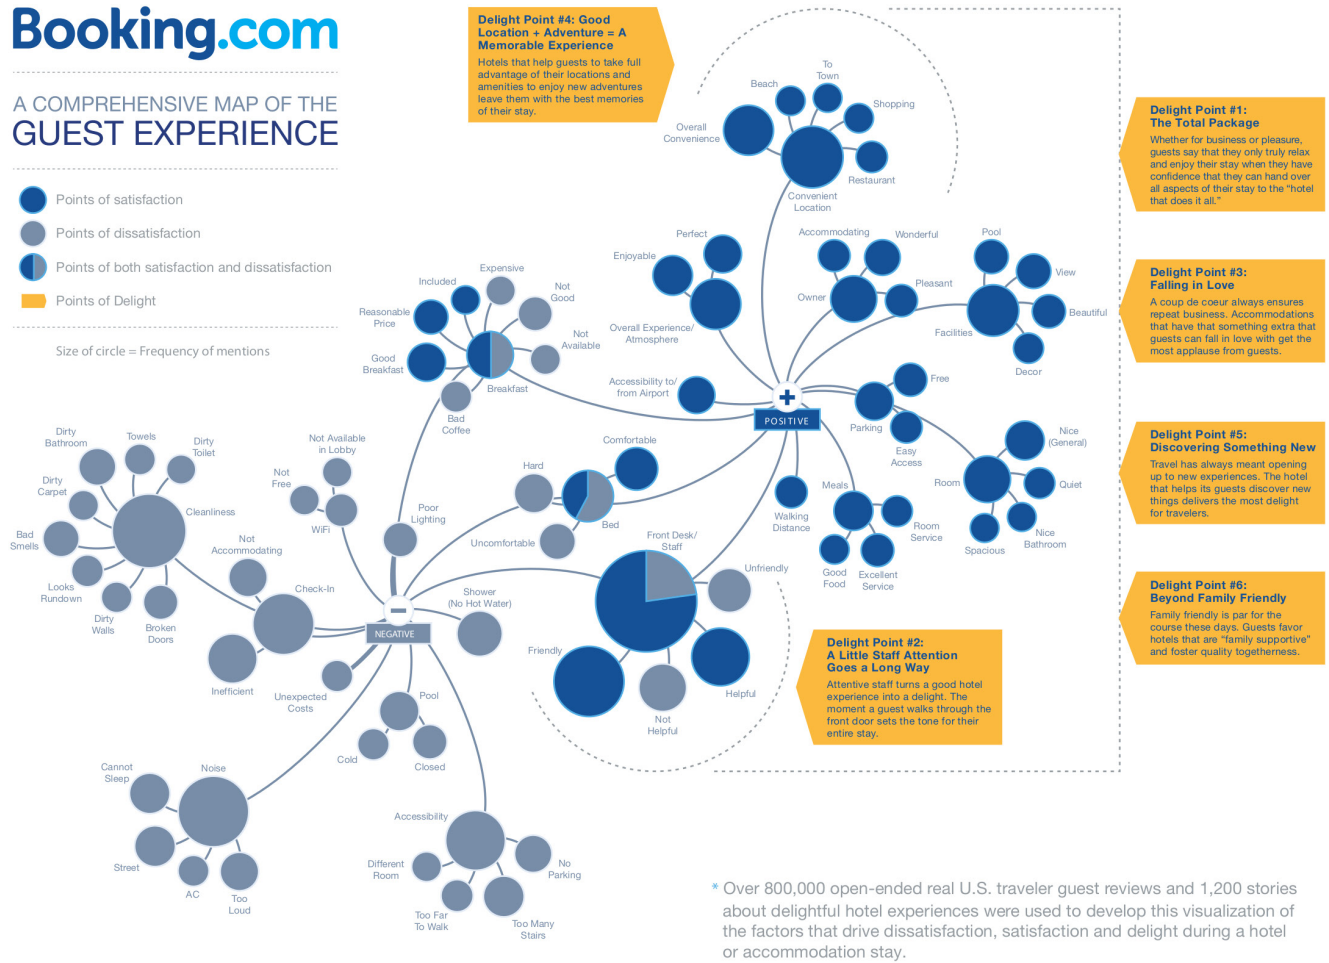 Booking.com
A COMPREHENSIVE MAP OF THE
GUEST EXPERIENCE
Points of satisfaction
Points of dissatisfaction
Points of both satisfaction and dissatisfaction
Points of Delight
Size of circle = Frequency of mentions
Delight Point #4: Good
Location + Adventure = A
Memorable Experience
Hotels that help guests to take full
advantage of their locations and
amenities to enjoy new adventures
leave them with the best memories
of their stay.
To
Town
Beach
Shopping
Overall
Convenience
Restaurant
Convenient
Location
Delight Point #1:
The Total Package
Whether for business or pleasure,
guests say that they only truly relax
and enjoy their stay when they have
confidence that they can hand over
all aspects of their stay to the "hotel
that does it all."
Delight Point #3:
Falling in Love
A coup de coeur always ensures
repeat business. Accommodations
that have that something extra that
guests can fall in love with get the
most applause from guests.
Delight Point #5:
Discovering Something New
Travel has always meant opening
up to new experiences. The hotel
that helps its guests discover new
things delivers the most delight
for travelers.
Delight Point #6:
Beyond Family Friendly
Family friendly is par for the
course these days. Guests favor
hotels that are "family supportive"
and foster quality togetherness.
Perfect
Enjoyable
Overall Experience/
Atmosphere
Accommodating
Wonderful
Pleasant
Owner
Pool
View
Beautiful
Facilities
Decor
Expensive
Included
Not
Good
Reasonable
Price
Not
Available
Good
Breakfast
Breakfast
Bad
Coffee
Accessibility to/
from Airport
POSITIVE
Free
Parking
Easy
Access
Nice
(General)
Room
Quiet
Nice
Bathroom
Spacious
Walking
Distance
Meals
Room
Service
Good
Food
Excellent
Service
Comfortable
Hard
Bed
Uncomfortable
Dirty
Bathroom
Towels
Dirty
Toilet
Dirty
Carpet
Cleanliness
Bad
Smells
Looks
Rundown
Dirty
Walls
Broken
Doors
Not Available
in Lobby
Not
Free
WiFi
Poor
Lighting
Not
Accommodating
Check-In
Inefficient
NEGATIVE
Shower
(No Hot Water)
Unexpected
Costs
Pool
Cold
Closed
Front Desk/
Staff
Unfriendly
Friendly
Helpful
Not
Helpful
Delight Point #2:
A Little Staff Attention
Goes a Long Way
Attentive staff turns a good hotel
experience into a delight. The
moment a guest walks through the
front door sets the tone for their
entire stay.
Cannot
Sleep
Noise
Street
AC
Too
Loud
Accessibility
Different
Room
No
Parking
Too Far
To Walk
Too Many
Stairs
* Over 800,000 open-ended real U.S. traveler guest reviews and 1,200 stories
about delightful hotel experiences were used to develop this visualization of
the factors that drive dissatisfaction, satisfaction and delight during a hotel
or accommodation stay.